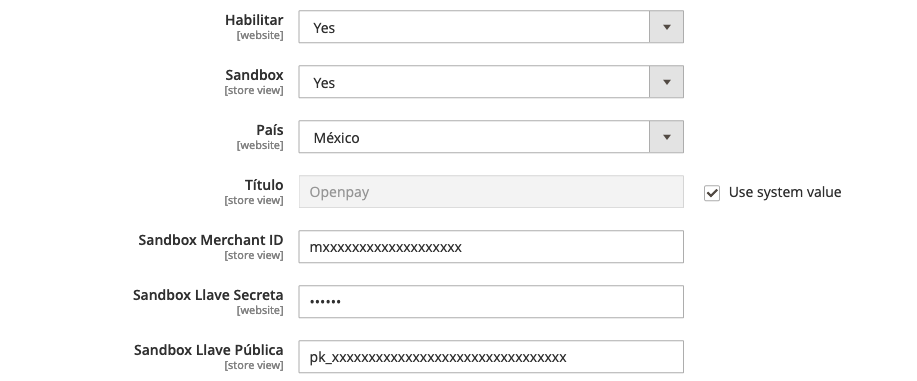 Habilitar
[website]
Yes
Sandbox
[store view]
Yes
País
[website]
México
Título
[store view]
Openpay
Use system value
Sandbox Merchant ID
[store view]
mxxxxxxxxxxxxxxxxxxx
Sandbox Llave Secreta
[website]
••••••
Sandbox Llave Pública
[store view]
pk_xxxxxxxxxxxxxxxxxxxxxxxxxxxxxxxx